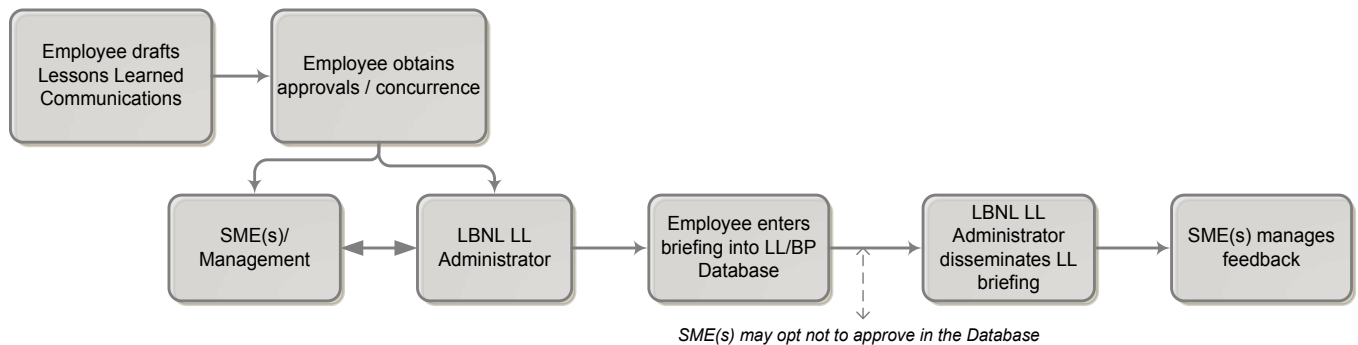 Employee drafts
Lessons Learned
Communications
Employee obtains
approvals / concurrence
SME(s)/
Management
LBNL LL
Administrator
Employee enters
briefing into LL/BP
Database
LBNL LL
Administrator
disseminates LL
briefing
SME(s) manages
feedback
SME(s) may opt not to approve in the Database